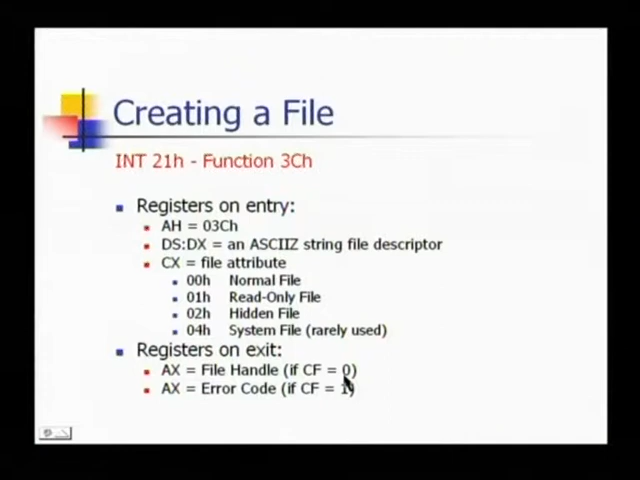 Creating a File
INT 21h - Function 3Ch
Registers on entry:
AH = 03Ch
DS:DX = an ASCIIZ string file descriptor
CX = file attribute
00h Normal File
01h Read-Only File
02h Hidden File
04h System File (rarely used)
Registers on exit:
AX = File Handle (if CF = 0)
AX = Error Code (if CF = 1)